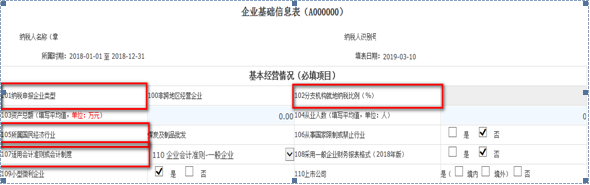 企业基础信息表（A000000）
纳税人名称（章 纳税人识别号
所属时期：2018-01-01 至 2018-12-31 填表日期：2019-03-10
基本经营情况（必填项目）
101纳税申报企业类型 100非跨地区经营企业 102分支机构就地纳税比例（%）
103资产总额（填写平均值，单位：万元） 0.00 104从业人数（填写平均值，单位：人） 0
105所属国民经济行业 煤炭及制品批发 106从事国家限制或禁止行业 是 否
107适用会计准则或会计制度 110 企业会计准则-一般企业 108采用一般企业财务报表格式（2018年版） 是 否
109小型微利企业 是 否 110上市公司 是（ 境内 境外） 否